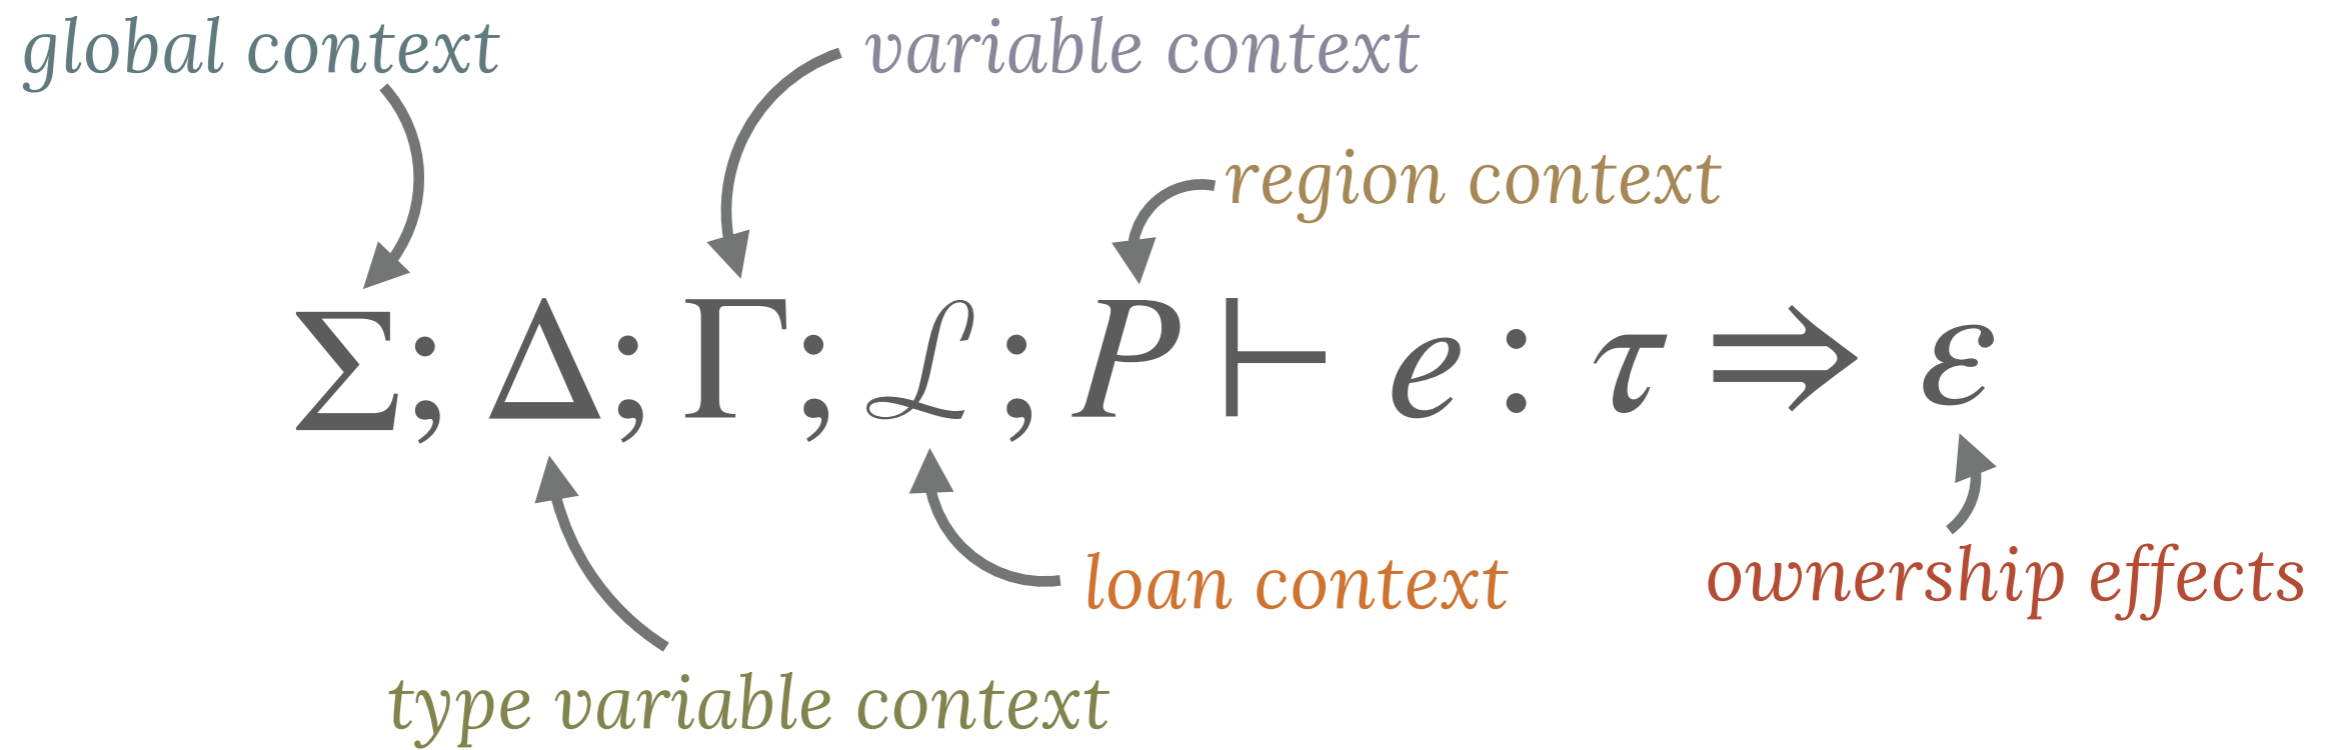 global context
variable context
region context
Σ; Δ; Γ; ℒ; P ⊢ e : τ ⇒ ε
loan context
ownership effects
type variable context